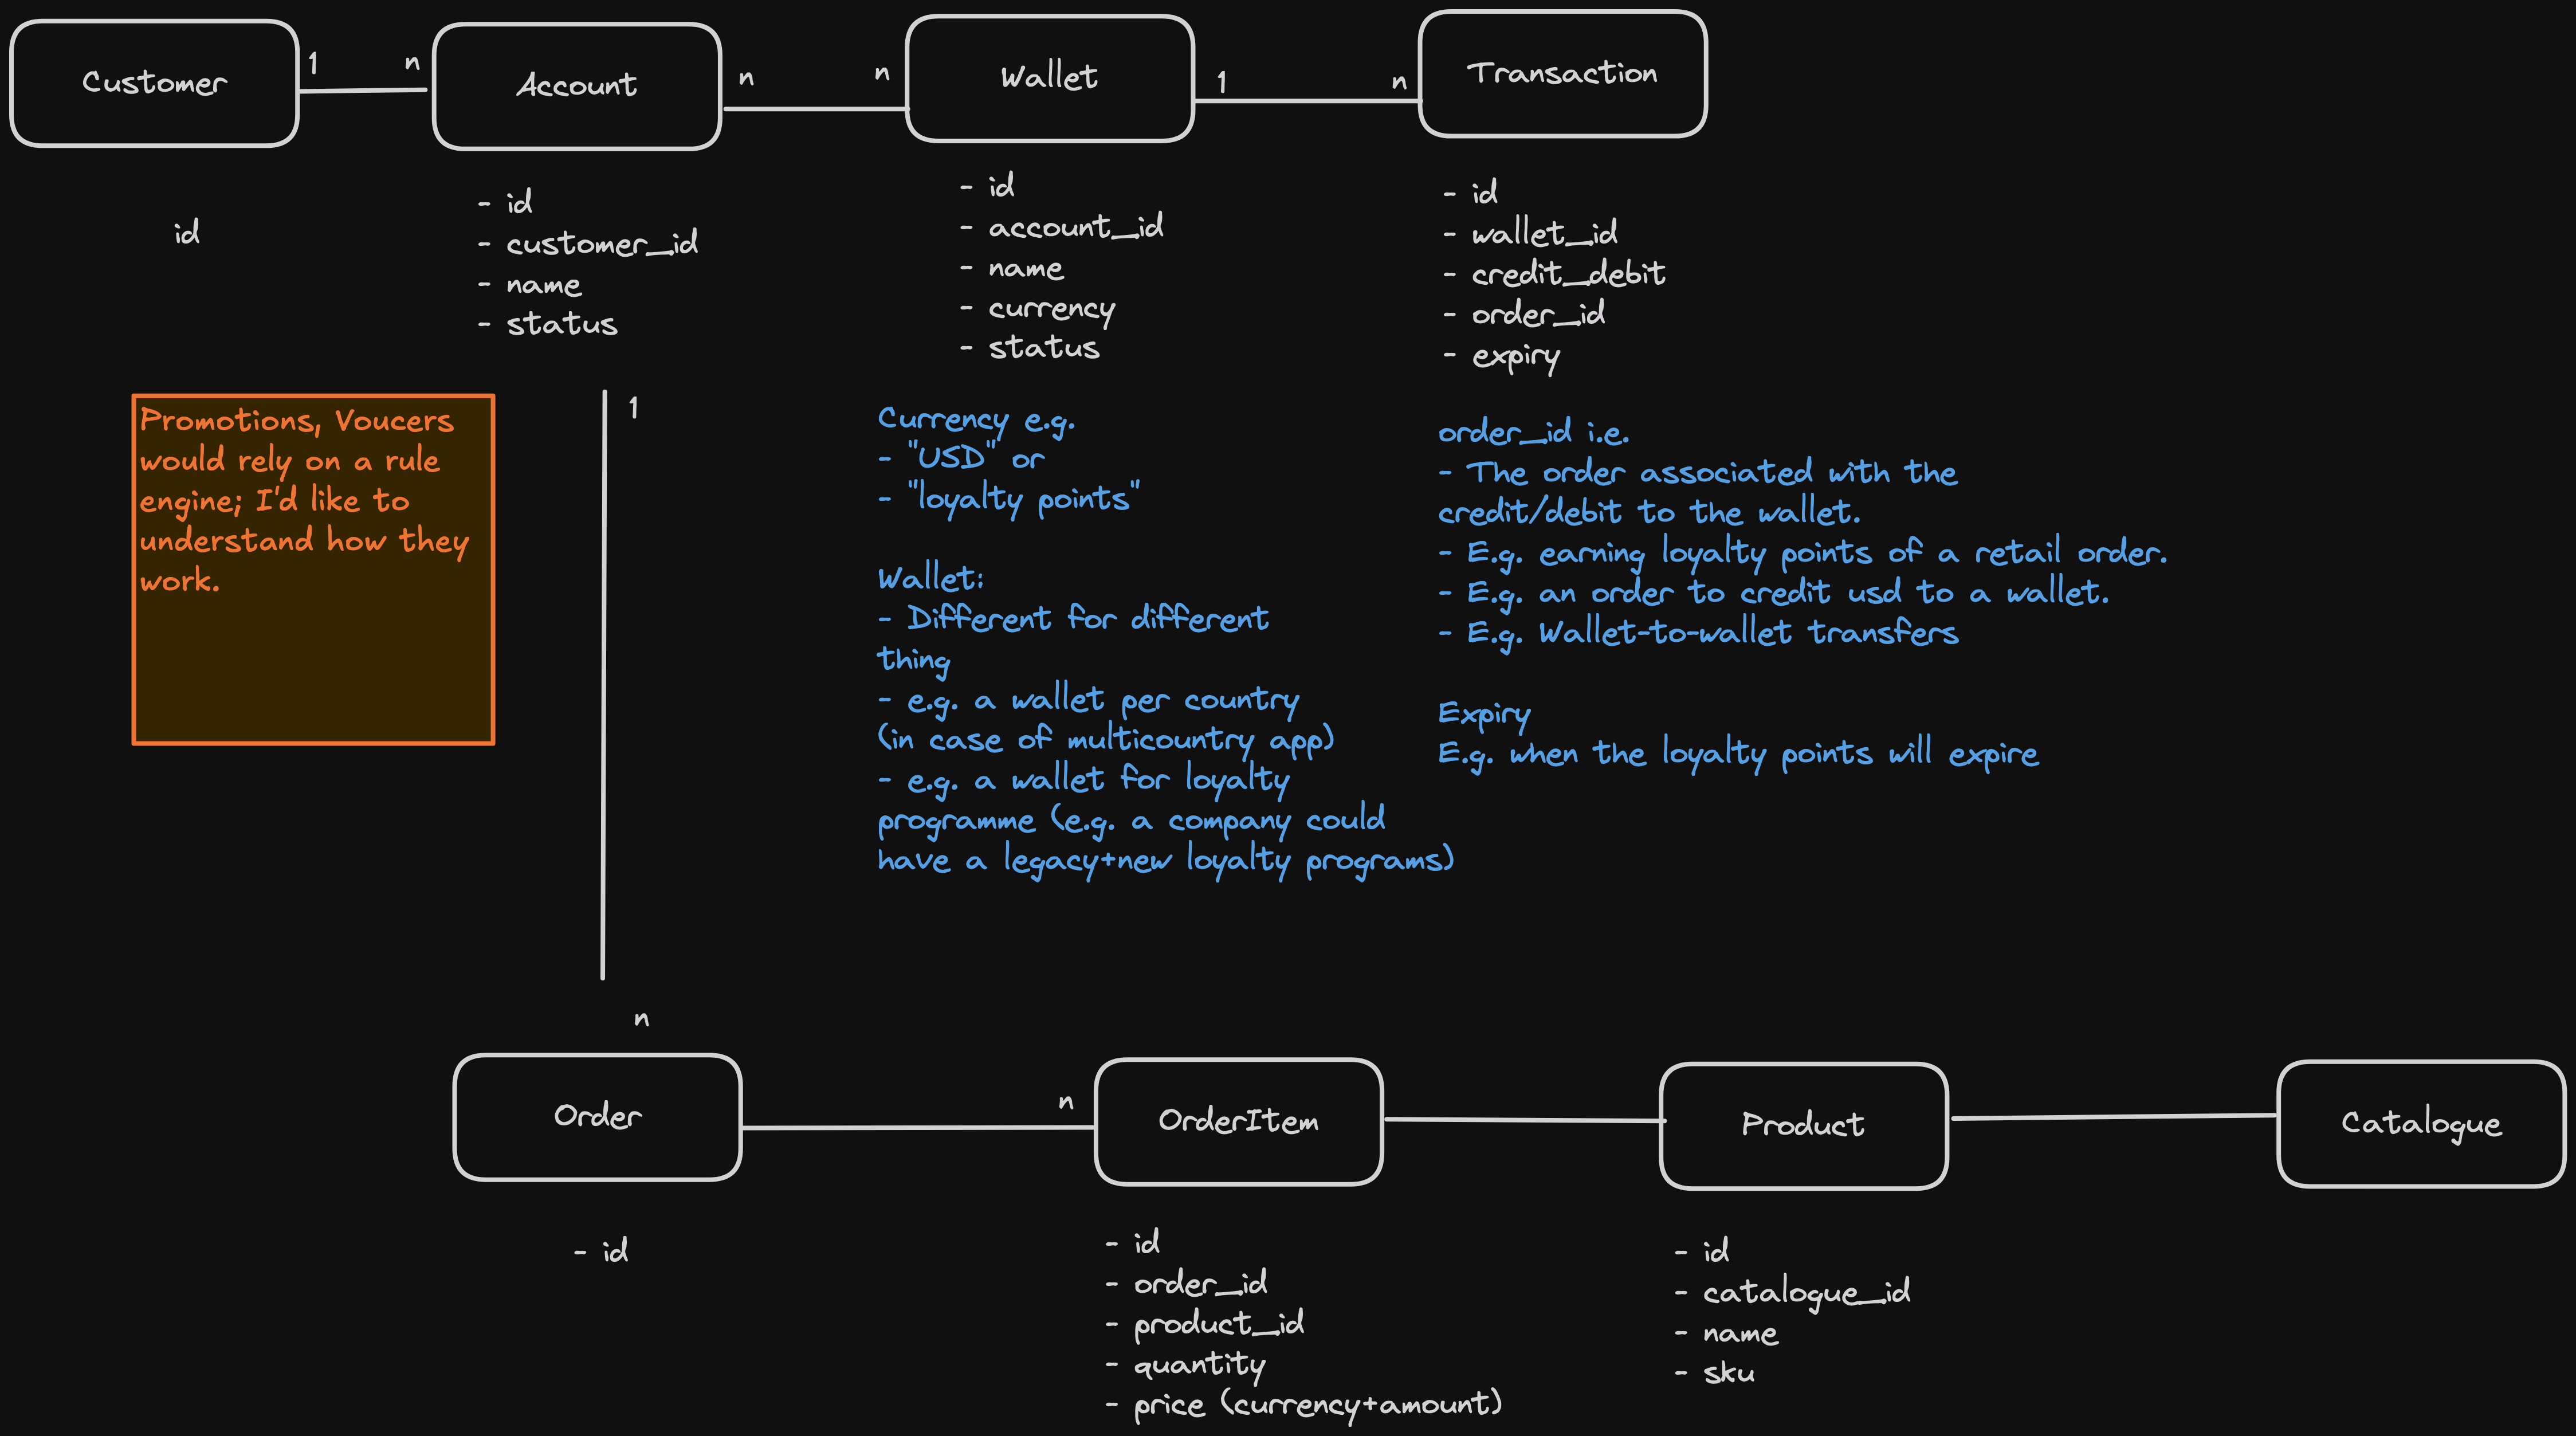 Customer
1
n
Account
n
n
Wallet
1
n
Transaction
id
- id
- customer_id
- name
- status
- id
- account_id
- name
- currency
- status
- id
- wallet_id
- credit_debit
- order_id
- expiry
Promotions, Voucers
would rely on a rule
engine; I'd like to
understand how they
work.
1
n
Currency e.g.
- "USD" or
- "loyalty points"
Wallet:
- Different for different
thing
- e.g. a wallet per country
(in case of multicountry app)
- e.g. a wallet for loyalty
programme (e.g. a company could
have a legacy+new loyalty programs)
order_id i.e.
- The order associated with the
credit/debit to the wallet.
- E.g. earning loyalty points of a retail order.
- E.g. an order to credit usd to a wallet.
- E.g. Wallet-to-wallet transfers
Expiry
E.g. when the loyalty points will expire
Order
n
OrderItem
Product
Catalogue
- id
- id
- order_id
- product_id
- quantity
- price (currency+amount)
- id
- catalogue_id
- name
- sku